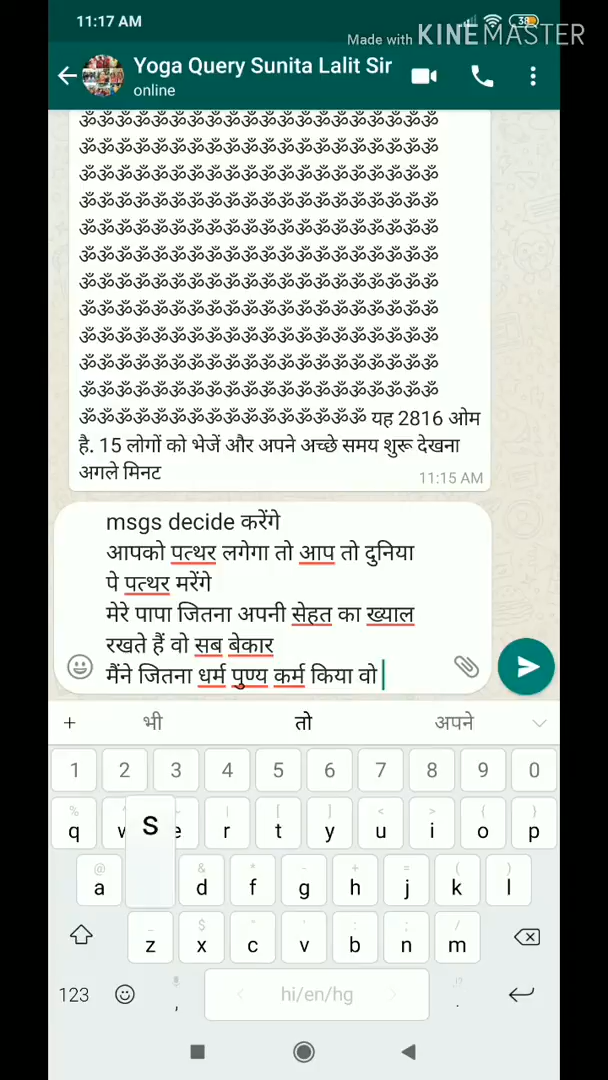 11:17 AM
38
Made with KINEMASTER
Yoga Query Sunita Lalit Sir
online
ॐॐॐॐॐॐॐॐॐॐॐॐॐॐॐॐॐॐॐॐ
ॐॐॐॐॐॐॐॐॐॐॐॐॐॐॐॐॐॐॐॐ
ॐॐॐॐॐॐॐॐॐॐॐॐॐॐॐॐॐॐॐॐ
ॐॐॐॐॐॐॐॐॐॐॐॐॐॐॐॐॐॐॐॐ
ॐॐॐॐॐॐॐॐॐॐॐॐॐॐॐॐॐॐॐॐ
ॐॐॐॐॐॐॐॐॐॐॐॐॐॐॐॐॐॐॐॐ
ॐॐॐॐॐॐॐॐॐॐॐॐॐॐॐॐॐॐॐॐ
ॐॐॐॐॐॐॐॐॐॐॐॐॐॐॐॐॐॐॐॐ
ॐॐॐॐॐॐॐॐॐॐॐॐॐॐॐॐॐॐॐॐ
ॐॐॐॐॐॐॐॐॐॐॐॐॐॐॐॐॐॐॐॐ
ॐॐॐॐॐॐॐॐॐॐॐॐॐॐॐॐॐॐॐॐ
ॐॐॐॐॐॐॐॐॐॐॐॐॐॐॐॐ यह 2816 ओम
है. 15 लोगों को भेजें और अपने अच्छे समय शुरू देखना
अगले मिनट
11:15 AM
msgs decide करेंगे
आपको पत्थर लगेगा तो आप तो दुनिया
पे पत्थर मरेंगे
मेरे पापा जितना अपनी सेहत का ख्याल
रखते हैं वो सब बेकार
मैंने जितना धर्म पुण्य कर्म किया वो
+ भी तो अपने
1 2 3 4 5 6 7 8 9 0
% ^ | [ ] < > { }
q w e r t y u i o p
s
@ & * - + = ( )
a d f g h j k l
_ $ " ' : ; /
z x c v b n m
123 , hi/en/hg .